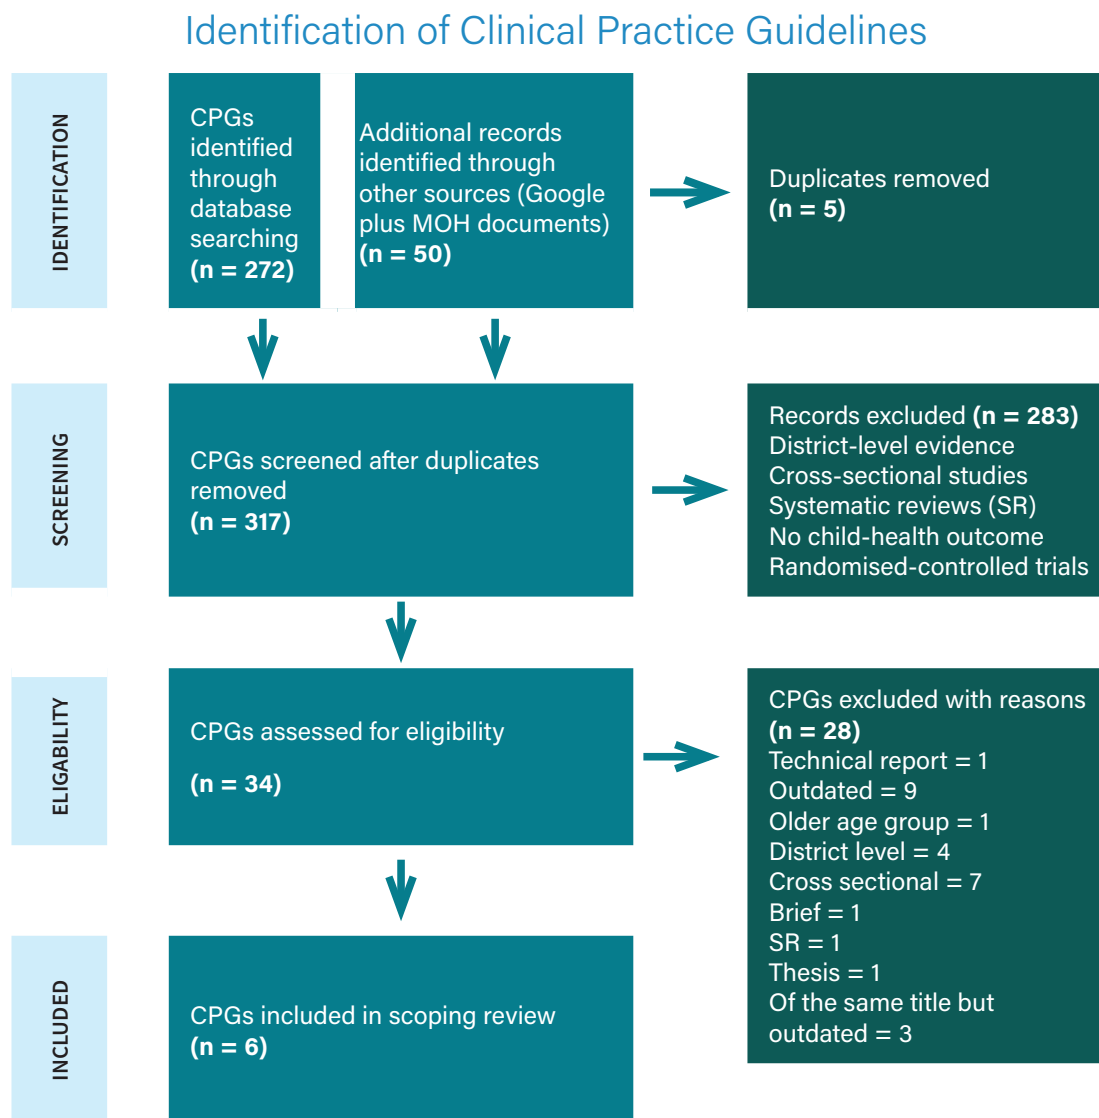 Identification of Clinical Practice Guidelines
IDENTIFICATION
CPGs
identified
through
database
searching
(n = 272)
Additional records
identified through
other sources (Google
plus MOH documents)
(n = 50)
Duplicates removed
(n = 5)
SCREENING
CPGs screened after duplicates
removed
(n = 317)
Records excluded (n = 283)
District-level evidence
Cross-sectional studies
Systematic reviews (SR)
No child-health outcome
Randomised-controlled trials
ELIGABILITY
CPGs assessed for eligibility
(n = 34)
CPGs excluded with reasons
(n = 28)
Technical report = 1
Outdated = 9
Older age group = 1
District level = 4
Cross sectional = 7
Brief = 1
SR = 1
Thesis = 1
Of the same title but
outdated = 3
INCLUDED
CPGs included in scoping review
(n = 6)